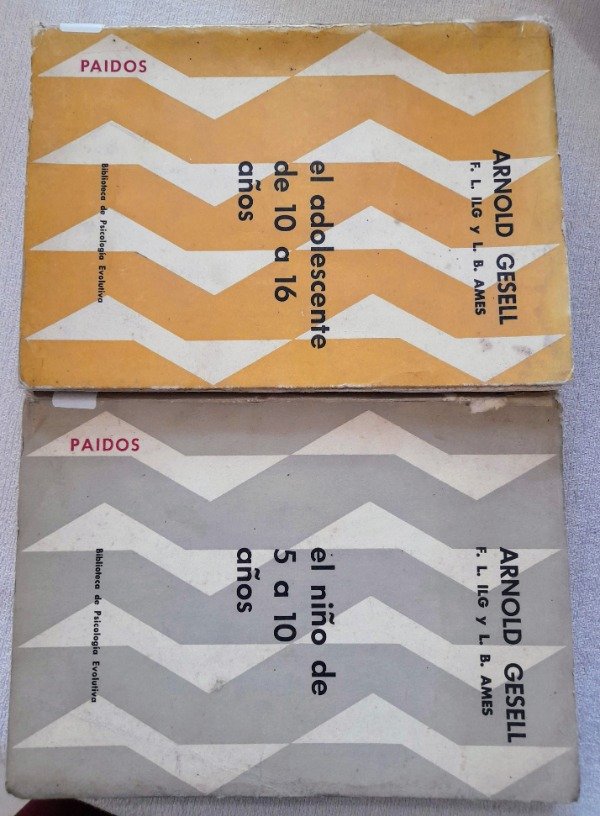 ARNOLD GESELL
F. L. ILG y L. B. AMES
el adolescente
de 10 a 16
años
Biblioteca de Psicología Evolutiva
PAIDOS
ARNOLD GESELL
F. L. ILG y L. B. AMES
el niño de
5 a 10
años
Biblioteca de Psicología Evolutiva
PAIDOS